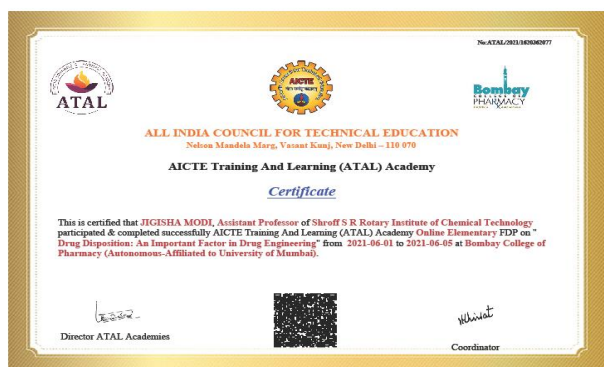 No:ATAL/2021/1620362077
ATAL
AICTE
Bombay
COLLEGE OF
PHARMACY
ALL INDIA COUNCIL FOR TECHNICAL EDUCATION
Nelson Mandela Marg, Vasant Kunj, New Delhi – 110 070
AICTE Training And Learning (ATAL) Academy
Certificate
This is certified that JIGISHA MODI, Assistant Professor of Shroff S R Rotary Institute of Chemical Technology
participated & completed successfully AICTE Training And Learning (ATAL) Academy Online Elementary FDP on "
Drug Disposition: An Important Factor in Drug Engineering" from 2021-06-01 to 2021-06-05 at Bombay College of
Pharmacy (Autonomous-Affiliated to University of Mumbai).
Director ATAL Academies
Coordinator